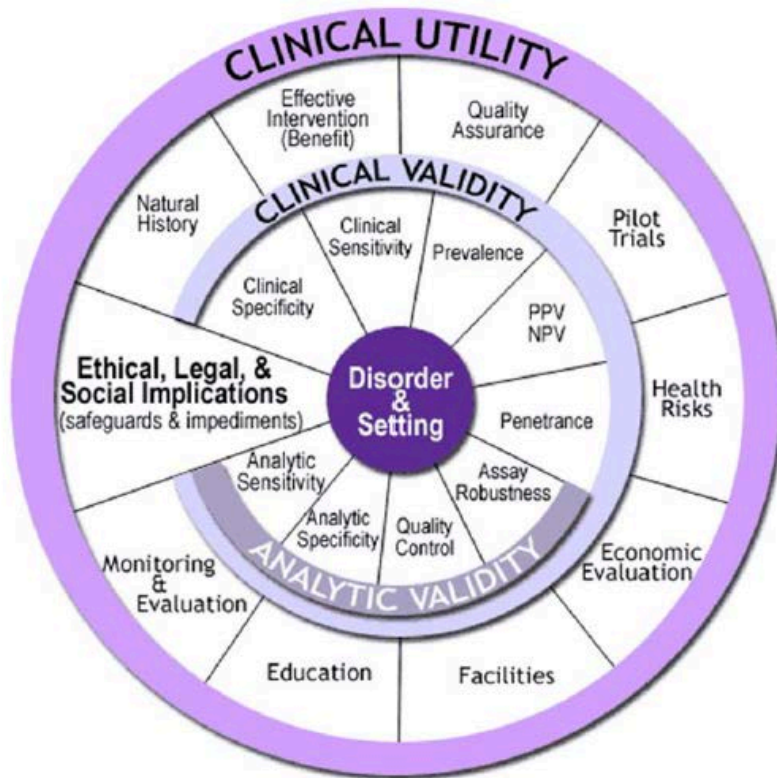 CLINICAL UTILITY
Effective
Intervention
(Benefit)
Quality
Assurance
Natural
History
CLINICAL VALIDITY
Pilot
Trials
Clinical
Sensitivity
Prevalence
Clinical
Specificity
PPV
NPV
Ethical, Legal, &
Social Implications
(safeguards & impediments)
Disorder
&
Setting
Health
Risks
Penetrance
Analytic
Sensitivity
Assay
Robustness
Analytic
Specificity
Quality
Control
ANALYTIC VALIDITY
Monitoring
&
Evaluation
Economic
Evaluation
Education
Facilities